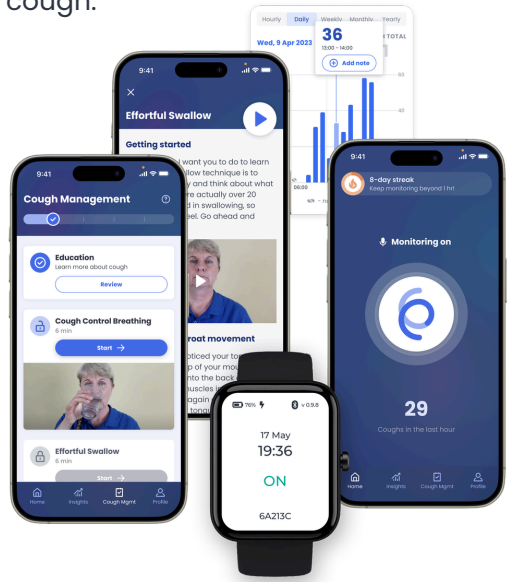 cough.
Hourly Daily Weekly Monthly Yearly
Wed, 9 Apr 2023
36
13:00 - 14:00
TOTAL
Add note
60
40
06:00
9:41
Effortful Swallow
Getting started
want you to do to learn
llow technique is to
y and think about what
re actually over 20
d in swallowing, so
eel. Go ahead and
roat movement
oticed your
p of your
nto the back
uscles
again
9:41
Cough Management
Education
Learn more about cough
Review
Cough Control Breathing
6 min
Start →
Effortful Swallow
6 min
Start →
Home Insights Cough Mgmt Profile
9:41
8-day streak
Keep monitoring beyond 1 hr!
Monitoring on
29
Coughs in the last hour
Home Insights Cough Mgmt Profile
76% v 0.9.8
17 May
19:36
ON
6A213C